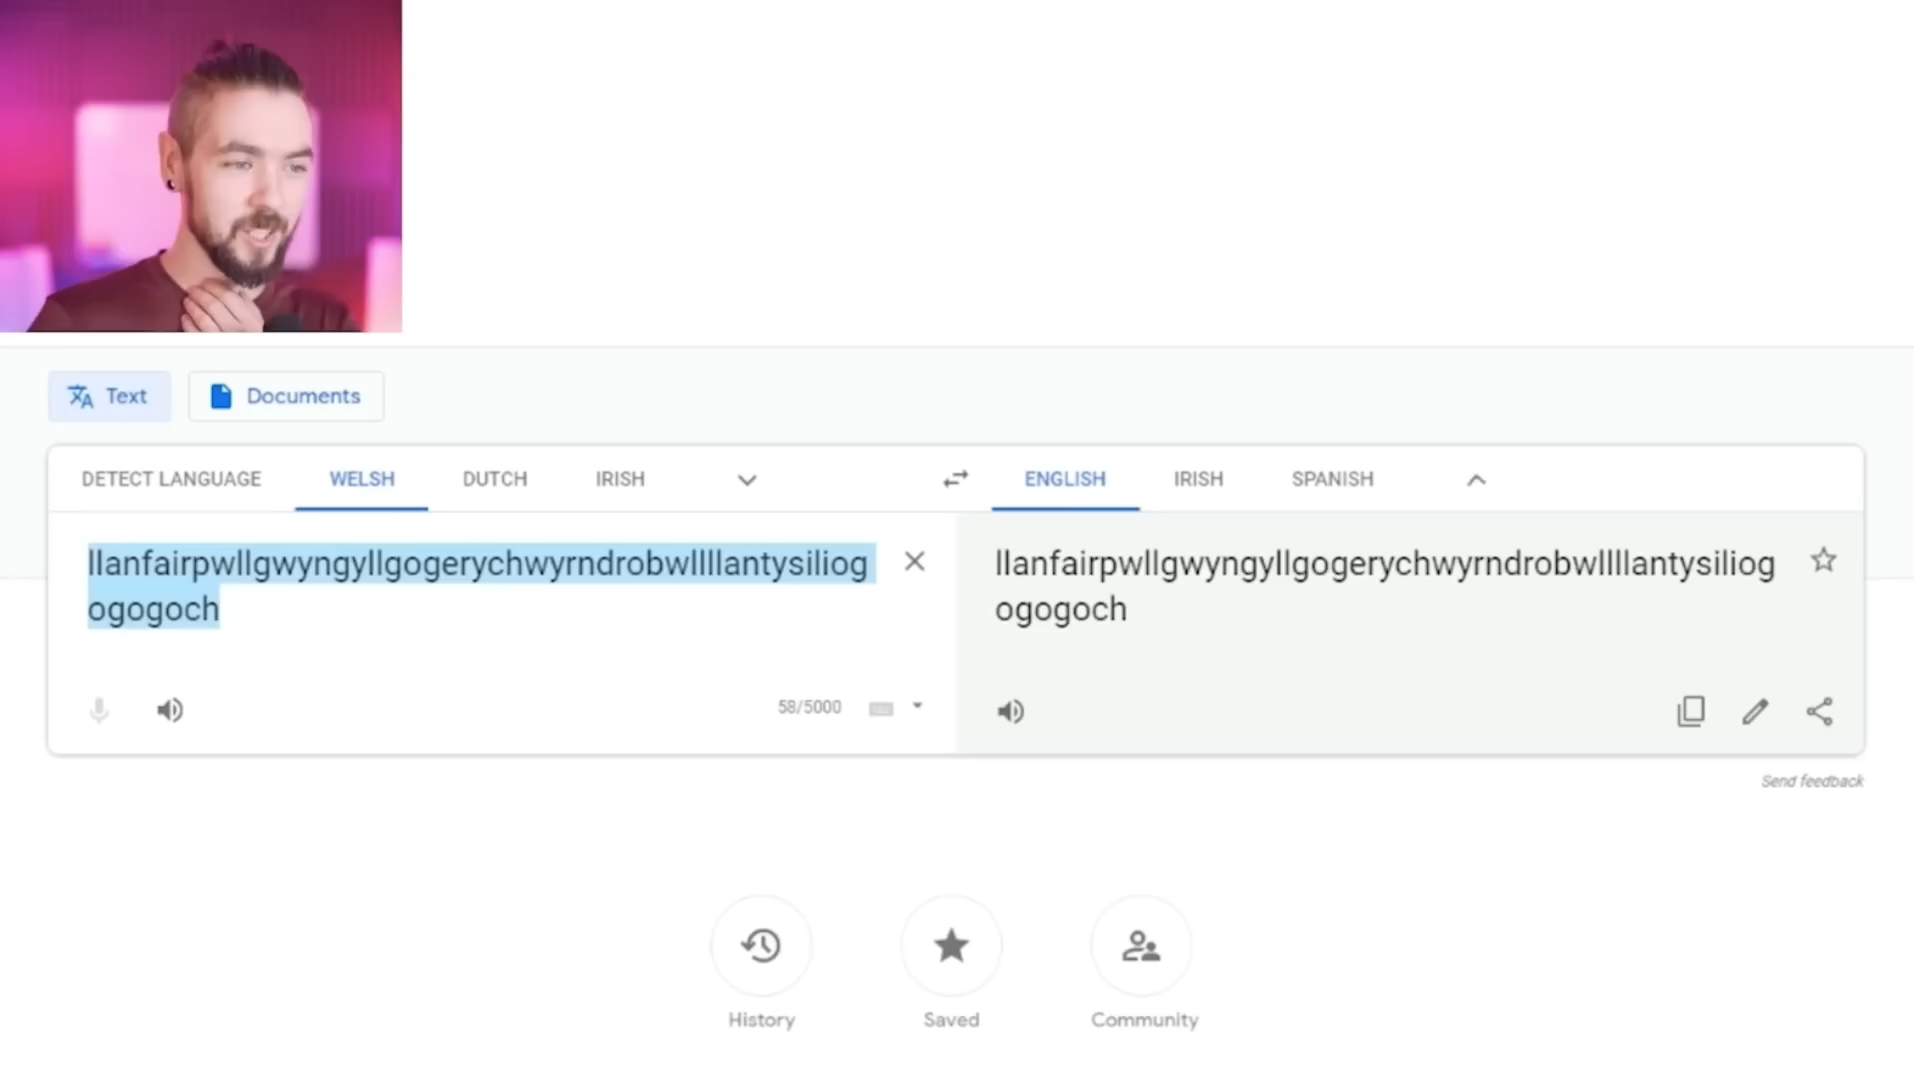 Text
Documents
DETECT LANGUAGE WELSH DUTCH IRISH ENGLISH IRISH SPANISH
llanfairpwllgwyngyllgogerychwyrndrobwllllantysiliog
ogogoch
llanfairpwllgwyngyllgogerychwyrndrobwllllantysiliog
ogogoch
58/5000
Send feedback
History
Saved
Community